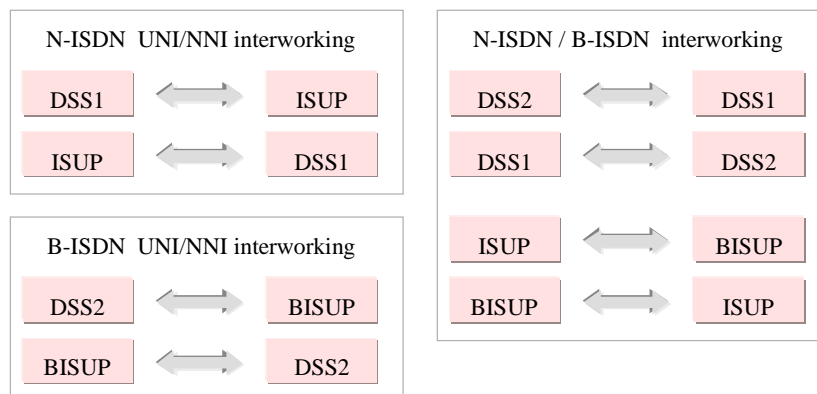 N-ISDN UNI/NNI interworking
DSS1 ISUP
ISUP DSS1
B-ISDN UNI/NNI interworking
DSS2 BISUP
BISUP DSS2
N-ISDN / B-ISDN interworking
DSS2 DSS1
DSS1 DSS2
ISUP BISUP
BISUP ISUP